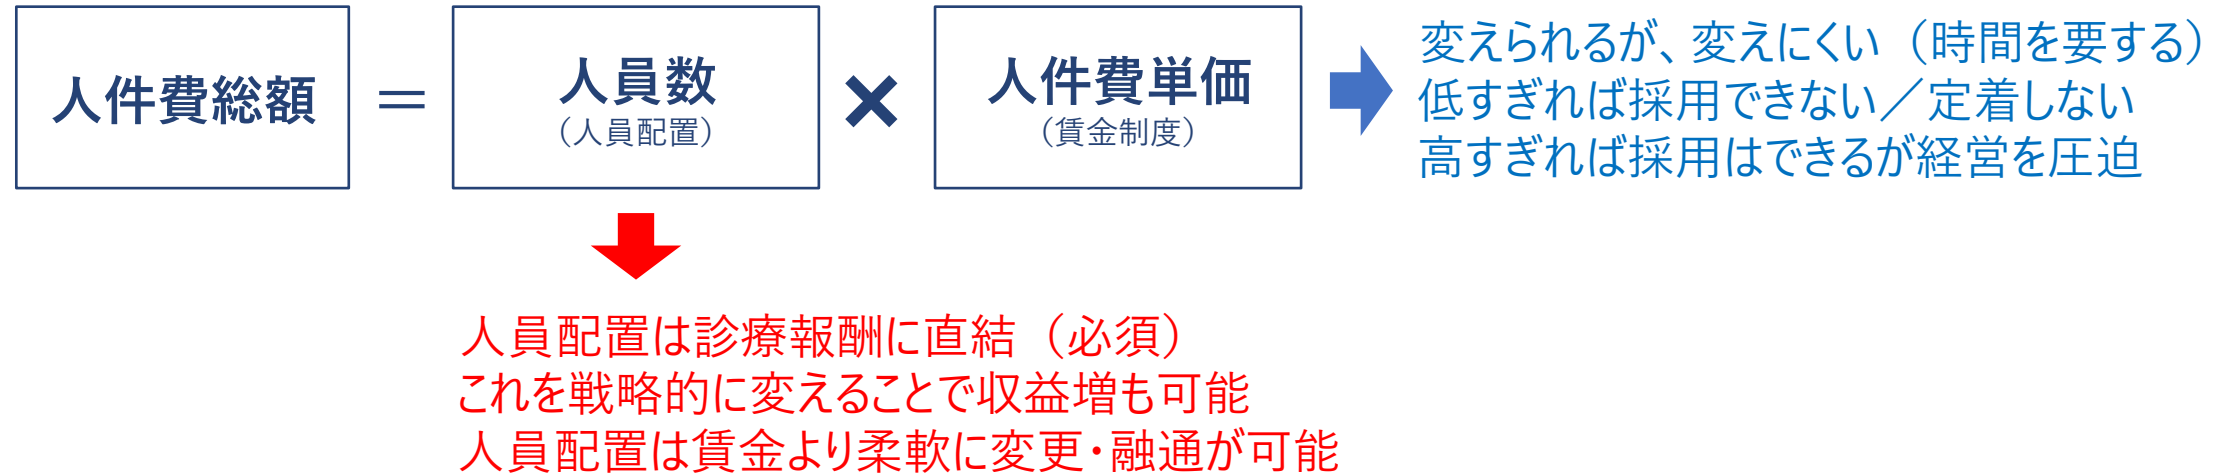 人件費総額 = 人員数 × 人件費単価
（人員配置） （賃金制度）
変えられるが、変えにくい（時間を要する）
低すぎれば採用できない／定着しない
高すぎれば採用はできるが経営を圧迫
人員配置は診療報酬に直結（必須）
これを戦略的に変えることで収益増も可能
人員配置は賃金より柔軟に変更・融通が可能